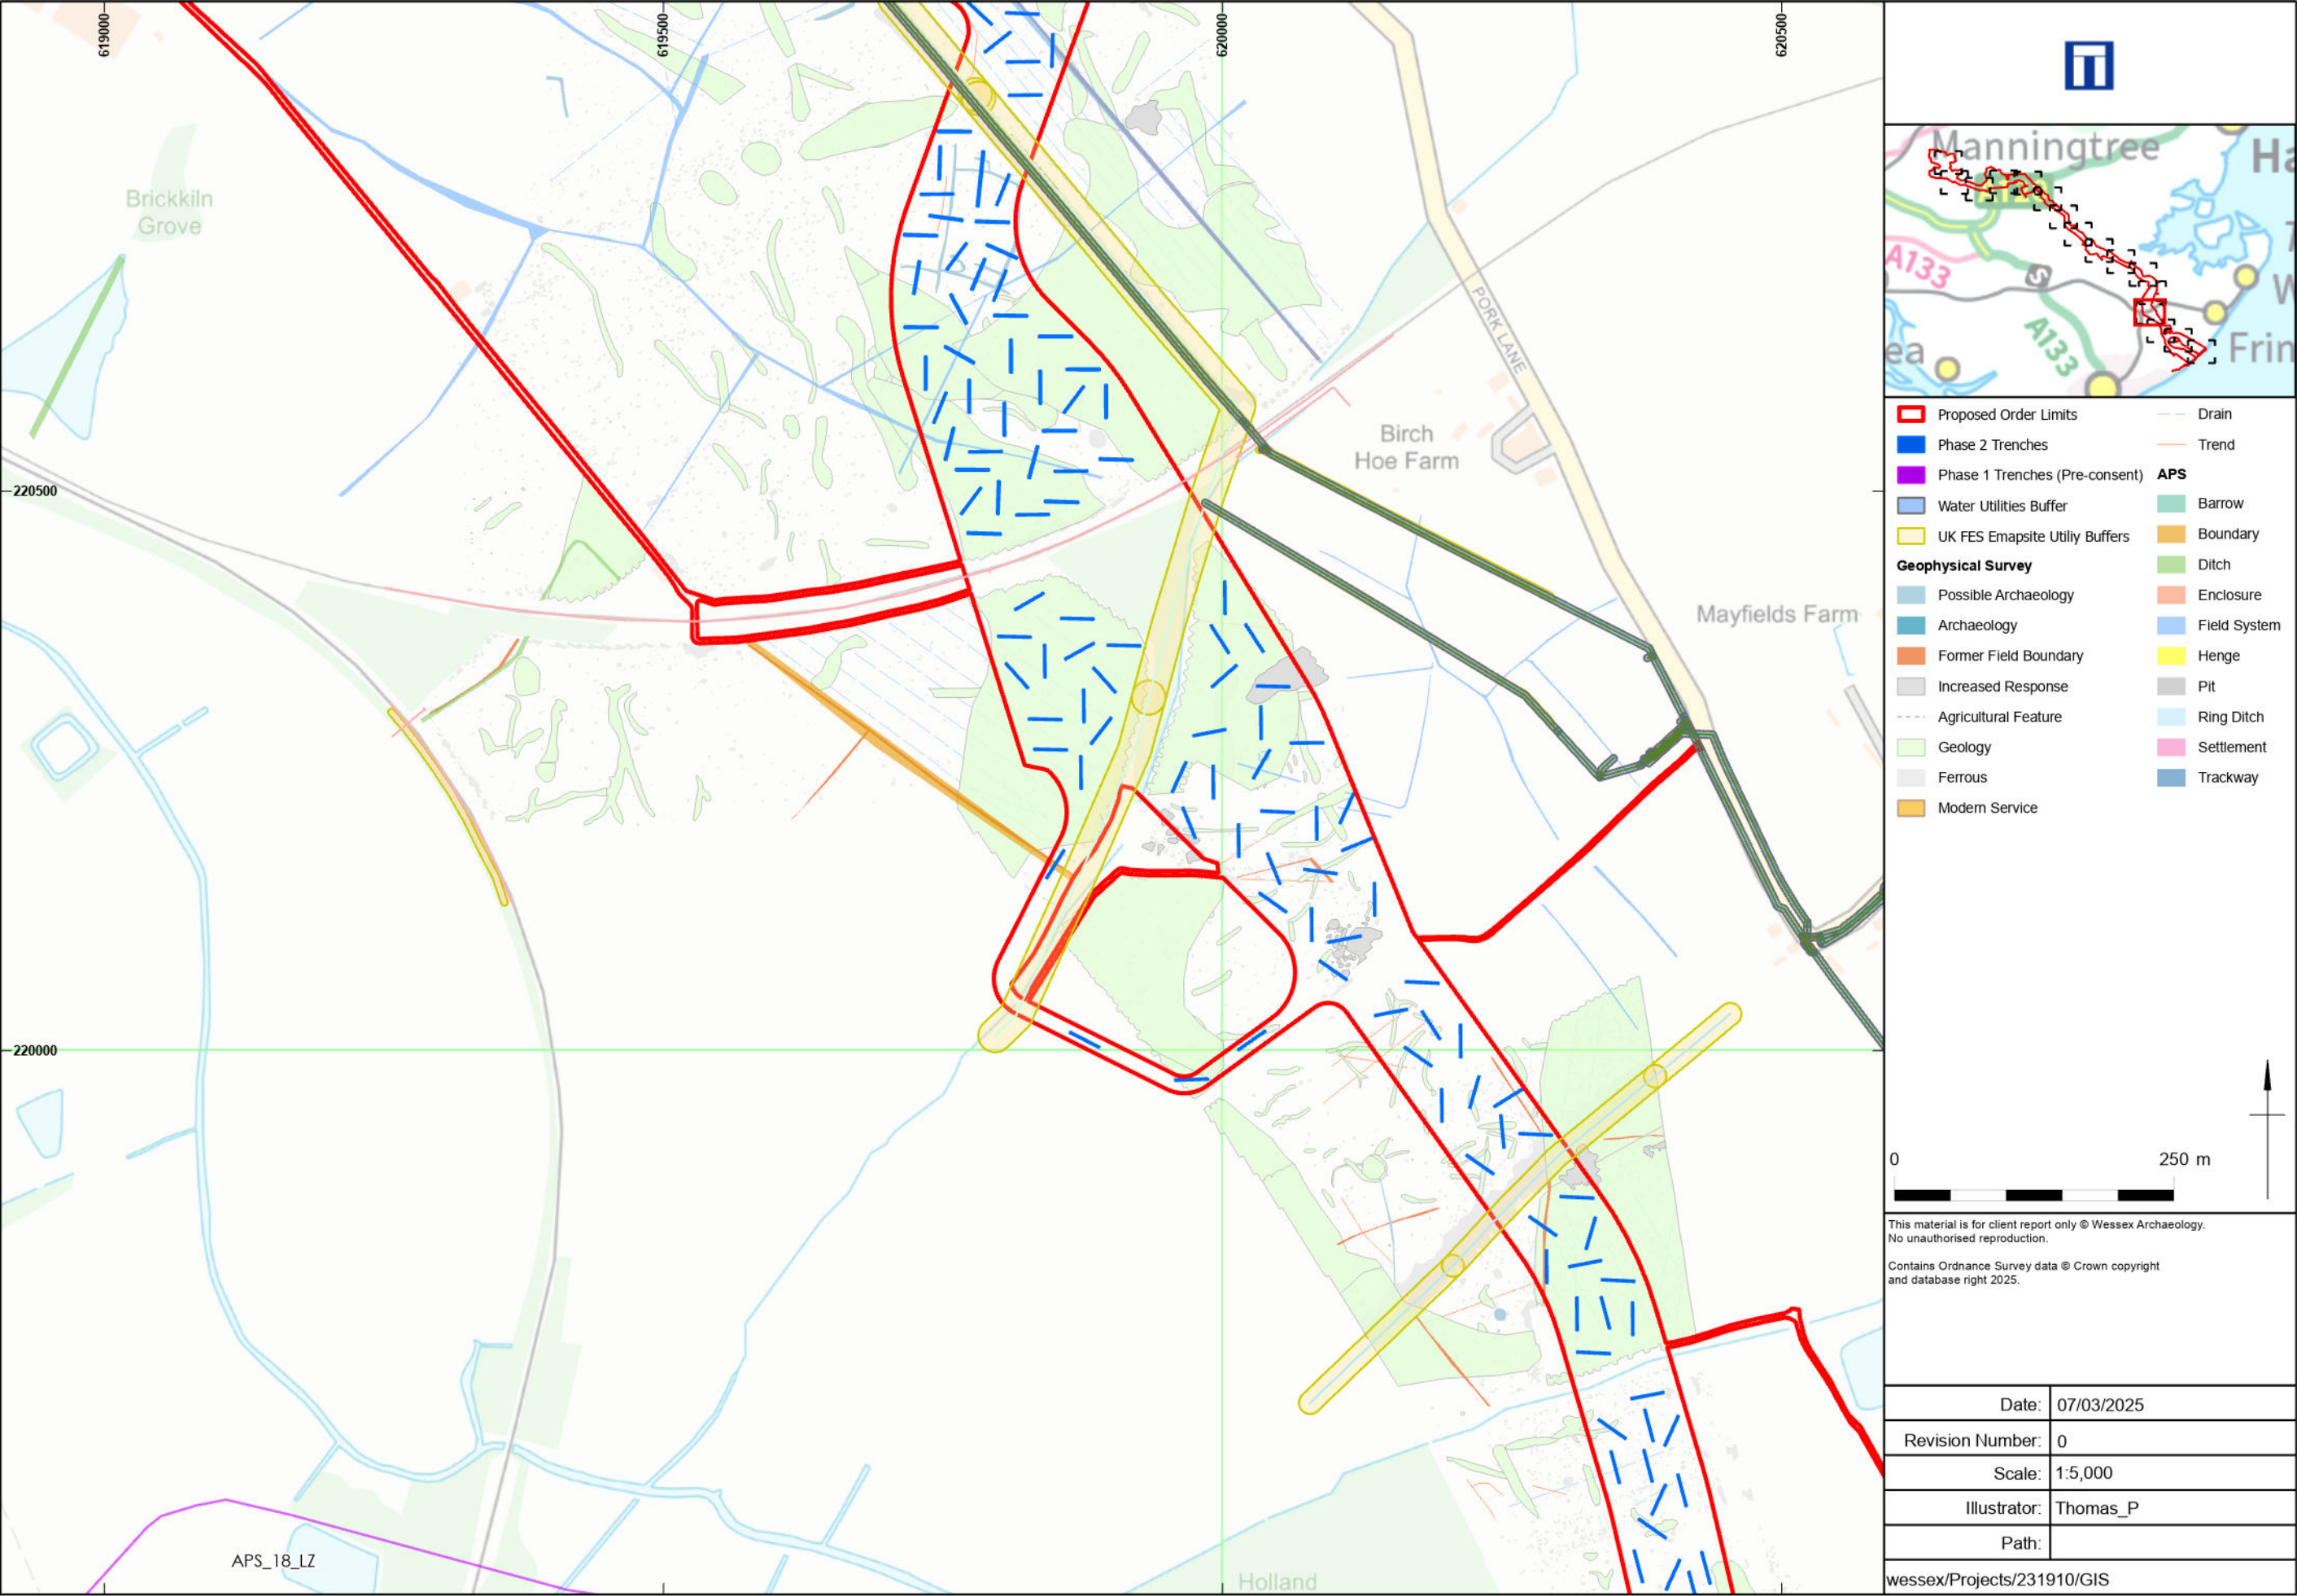 619000
619500
620000
620500
220500
220000
Brickkiln
Grove
PORK LANE
Birch
Hoe Farm
Mayfields Farm
APS_18_LZ
Holland
Manningtree
Ha
A133
S
W
A133
ea
Frin
Proposed Order Limits
Phase 2 Trenches
Phase 1 Trenches (Pre-consent)
Water Utilities Buffer
UK FES Emapsite Utiliy Buffers
Geophysical Survey
Possible Archaeology
Archaeology
Former Field Boundary
Increased Response
Agricultural Feature
Geology
Ferrous
Modern Service
Drain
Trend
APS
Barrow
Boundary
Ditch
Enclosure
Field System
Henge
Pit
Ring Ditch
Settlement
Trackway
0 250 m
This material is for client report only © Wessex Archaeology.
No unauthorised reproduction.
Contains Ordnance Survey data © Crown copyright
and database right 2025.
Date: 07/03/2025
Revision Number: 0
Scale: 1:5,000
Illustrator: Thomas_P
Path:
wessex/Projects/231910/GIS